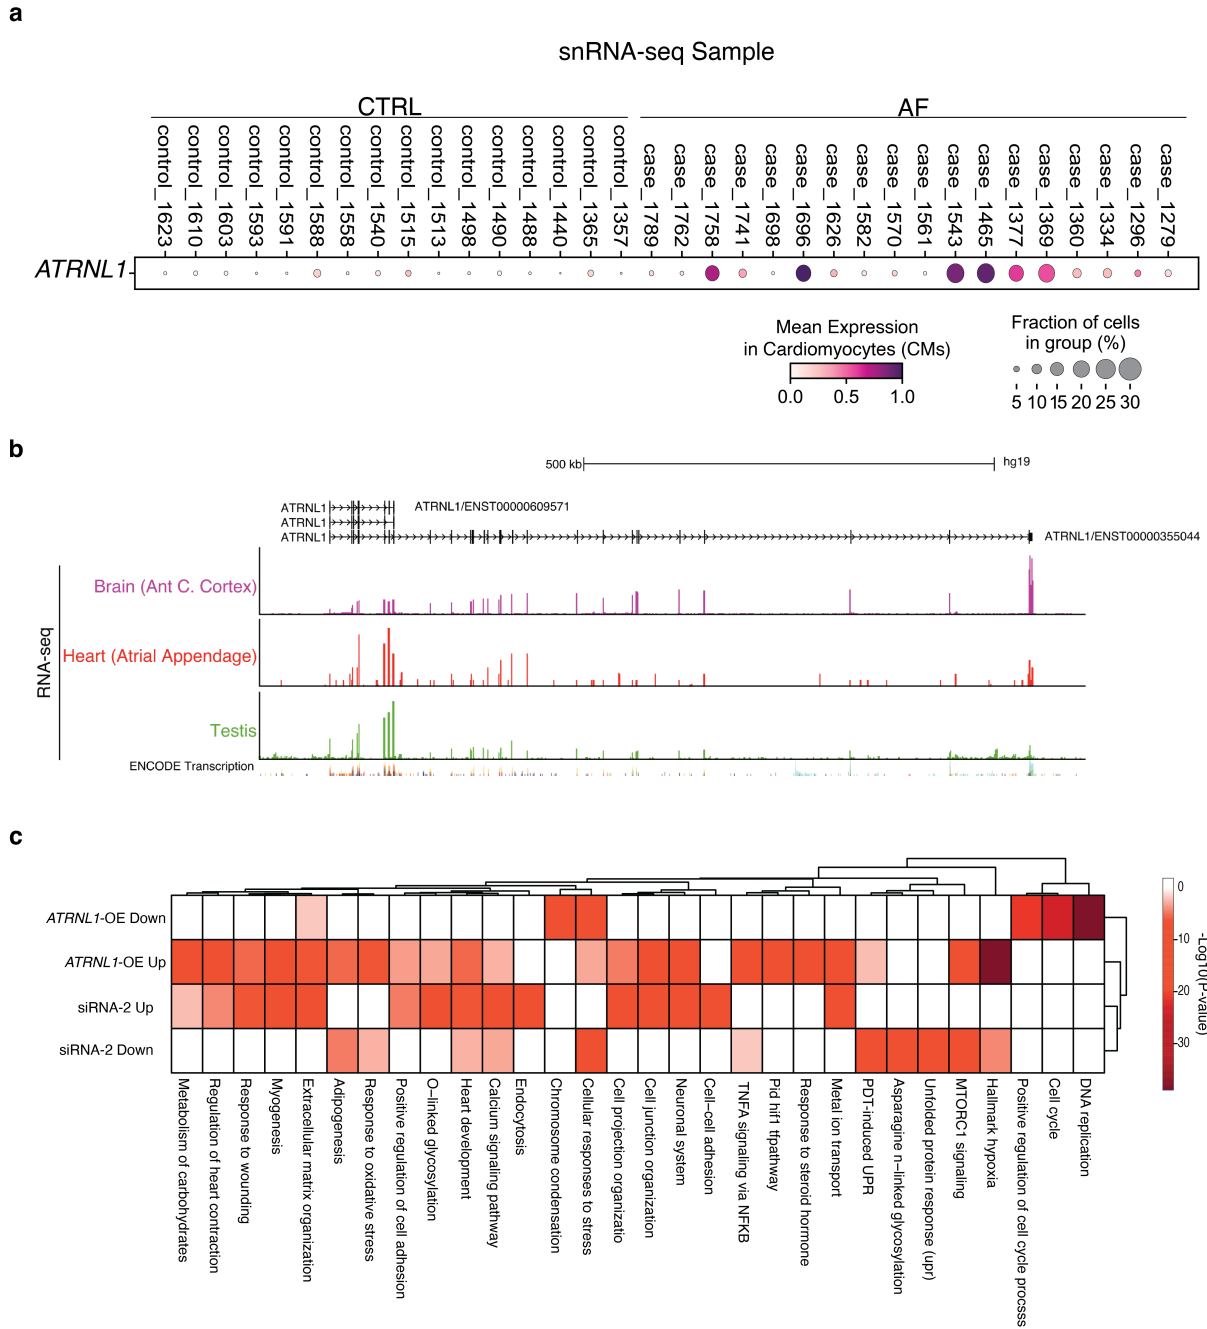 a
snRNA-seq Sample
CTRL
AF
control_1623
control_1610
control_1603
control_1593
control_1591
control_1588
control_1558
control_1540
control_1515
control_1513
control_1498
control_1490
control_1488
control_1440
control_1365
control_1357
case_1789
case_1762
case_1758
case_1741
case_1698
case_1696
case_1626
case_1582
case_1570
case_1561
case_1543
case_1465
case_1377
case_1369
case_1360
case_1334
case_1296
case_1279
ATRNL1
Mean Expression
in Cardiomyocytes (CMs)
0.0 0.5 1.0
Fraction of cells
in group (%)
5 10 15 20 25 30
b
500 kb
hg19
ATRNL1
ATRNL1/ENST00000609571
ATRNL1
ATRNL1
ATRNL1/ENST00000355044
RNA-seq
Brain (Ant C. Cortex)
Heart (Atrial Appendage)
Testis
ENCODE Transcription
c
ATRNL1-OE Down
ATRNL1-OE Up
siRNA-2 Up
siRNA-2 Down
0
-10
-20
-30
-Log10(P-value)
Metabolism of carbohydrates
Regulation of heart contraction
Response to wounding
Myogenesis
Extracellular matrix organization
Adipogenesis
Response to oxidative stress
Positive regulation of cell adhesion
O-linked glycosylation
Heart development
Calcium signaling pathway
Endocytosis
Chromosome condensation
Cellular responses to stress
Cell projection organizatio
Cell junction organization
Neuronal system
Cell-cell adhesion
TNFA signaling via NFKB
Pid hif1 tfpathway
Response to steroid hormone
Metal ion transport
PDT-induced UPR
Asparagine n-linked glycosylation
Unfolded protein response (upr)
MTORC1 signaling
Hallmark hypoxia
Positive regulation of cell cycle procsss
Cell cycle
DNA replication